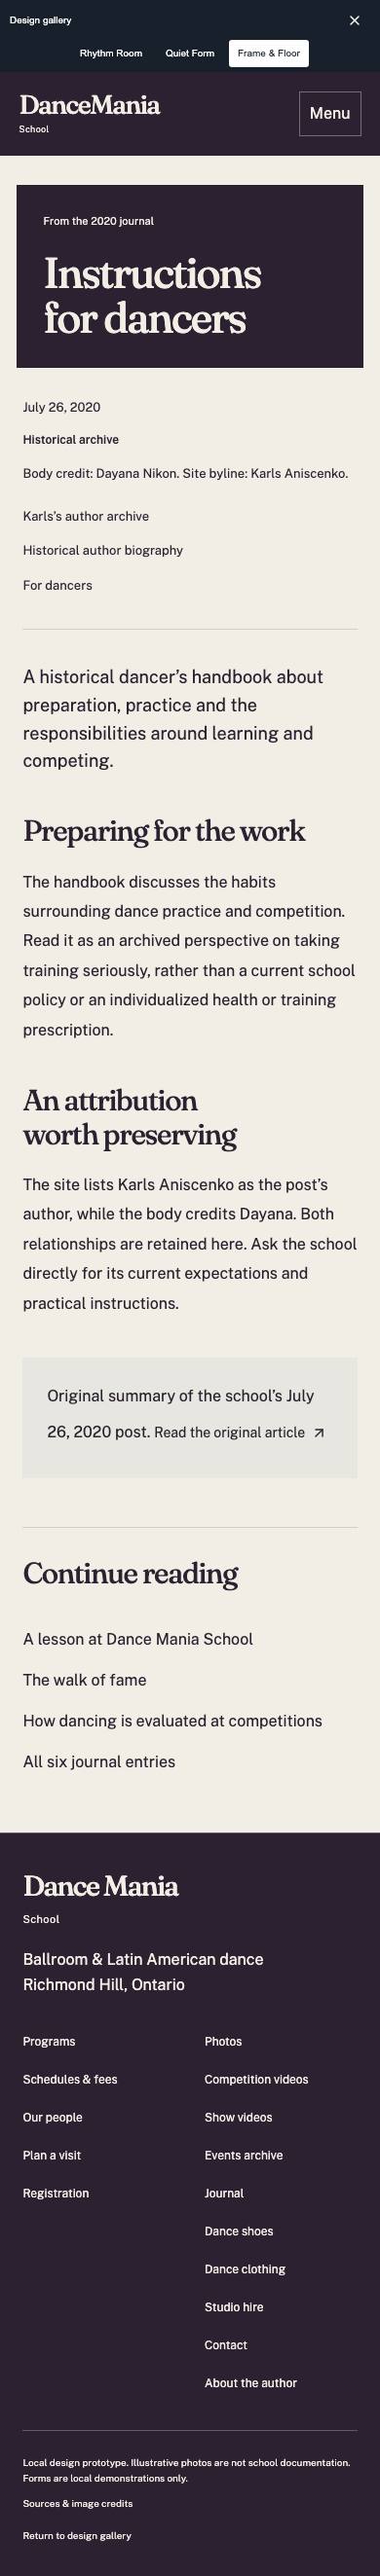 Design gallery
Rhythm Room Quiet Form Frame & Floor
DanceMania
School
Menu
From the 2020 journal
Instructions
for dancers
July 26, 2020
Historical archive
Body credit: Dayana Nikon. Site byline: Karls Aniscenko.
Karls's author archive
Historical author biography
For dancers
A historical dancer's handbook about
preparation, practice and the
responsibilities around learning and
competing.
Preparing for the work
The handbook discusses the habits
surrounding dance practice and competition.
Read it as an archived perspective on taking
training seriously, rather than a current school
policy or an individualized health or training
prescription.
An attribution
worth preserving
The site lists Karls Aniscenko as the post's
author, while the body credits Dayana. Both
relationships are retained here. Ask the school
directly for its current expectations and
practical instructions.
Original summary of the school's July
26, 2020 post. Read the original article ↗
Continue reading
A lesson at Dance Mania School
The walk of fame
How dancing is evaluated at competitions
All six journal entries
Dance Mania
School
Ballroom & Latin American dance
Richmond Hill, Ontario
Programs
Schedules & fees
Our people
Plan a visit
Registration
Photos
Competition videos
Show videos
Events archive
Journal
Dance shoes
Dance clothing
Studio hire
Contact
About the author
Local design prototype. Illustrative photos are not school documentation.
Forms are local demonstrations only.
Sources & image credits
Return to design gallery